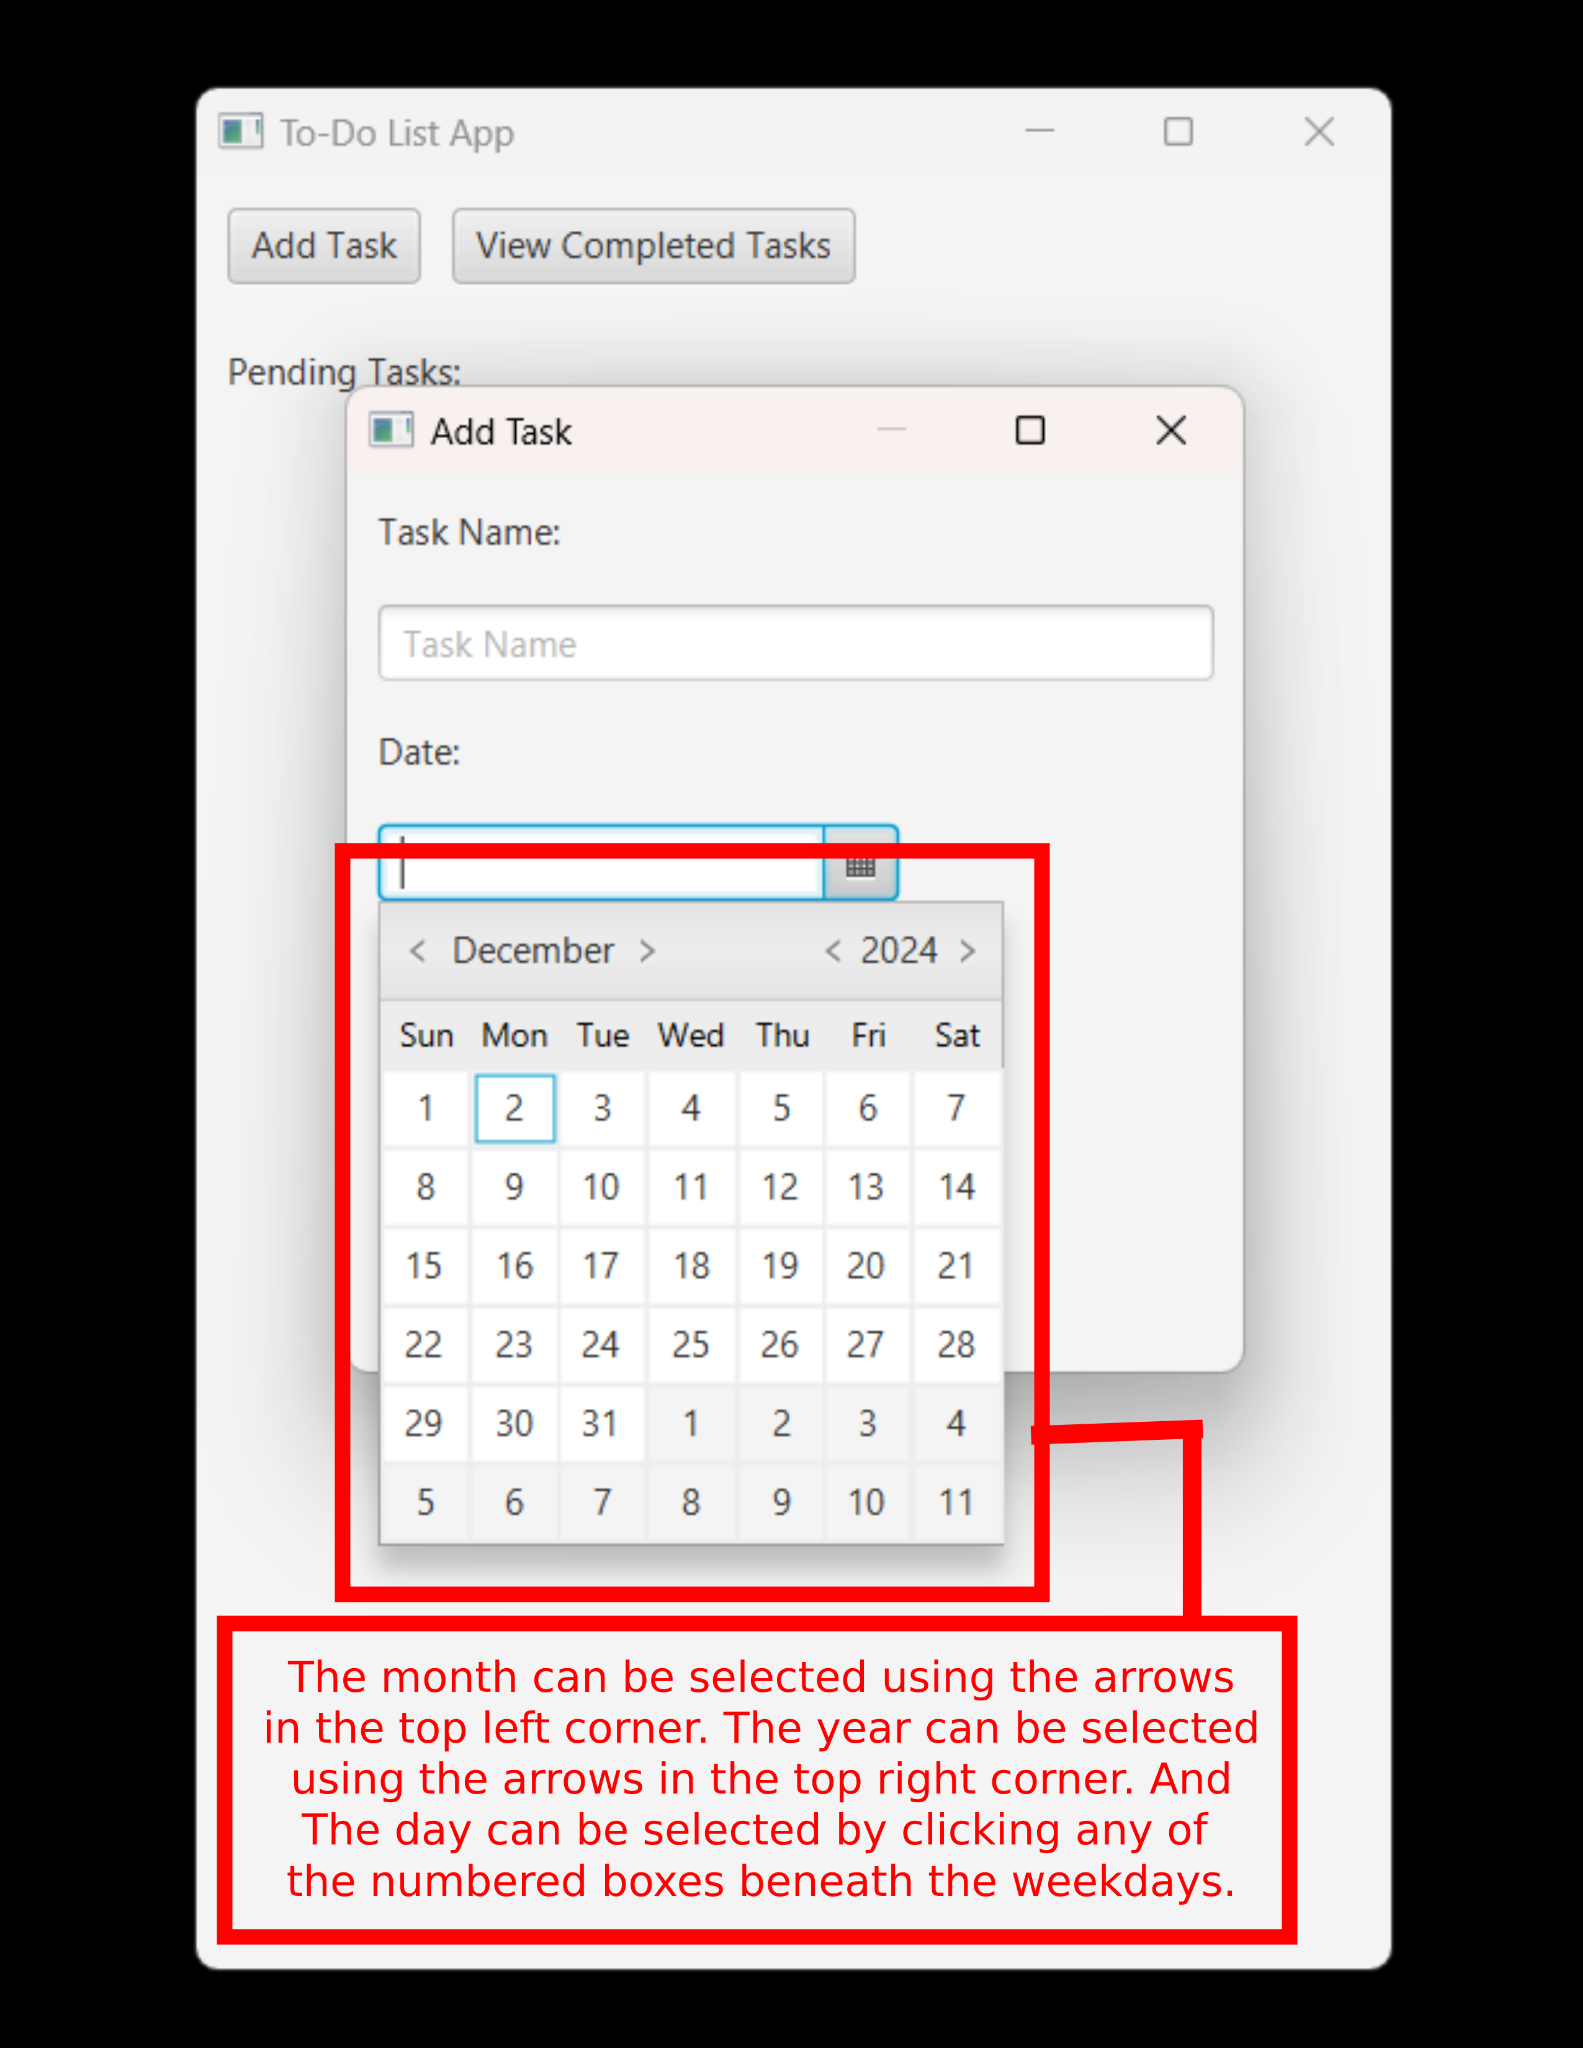 To-Do List App
Add Task View Completed Tasks
Pending Tasks:
Add Task
Task Name:
Task Name
Date:
< December > < 2024 >
Sun Mon Tue Wed Thu Fri Sat
1 2 3 4 5 6 7
8 9 10 11 12 13 14
15 16 17 18 19 20 21
22 23 24 25 26 27 28
29 30 31 1 2 3 4
5 6 7 8 9 10 11
The month can be selected using the arrows
in the top left corner. The year can be selected
using the arrows in the top right corner. And
The day can be selected by clicking any of
the numbered boxes beneath the weekdays.